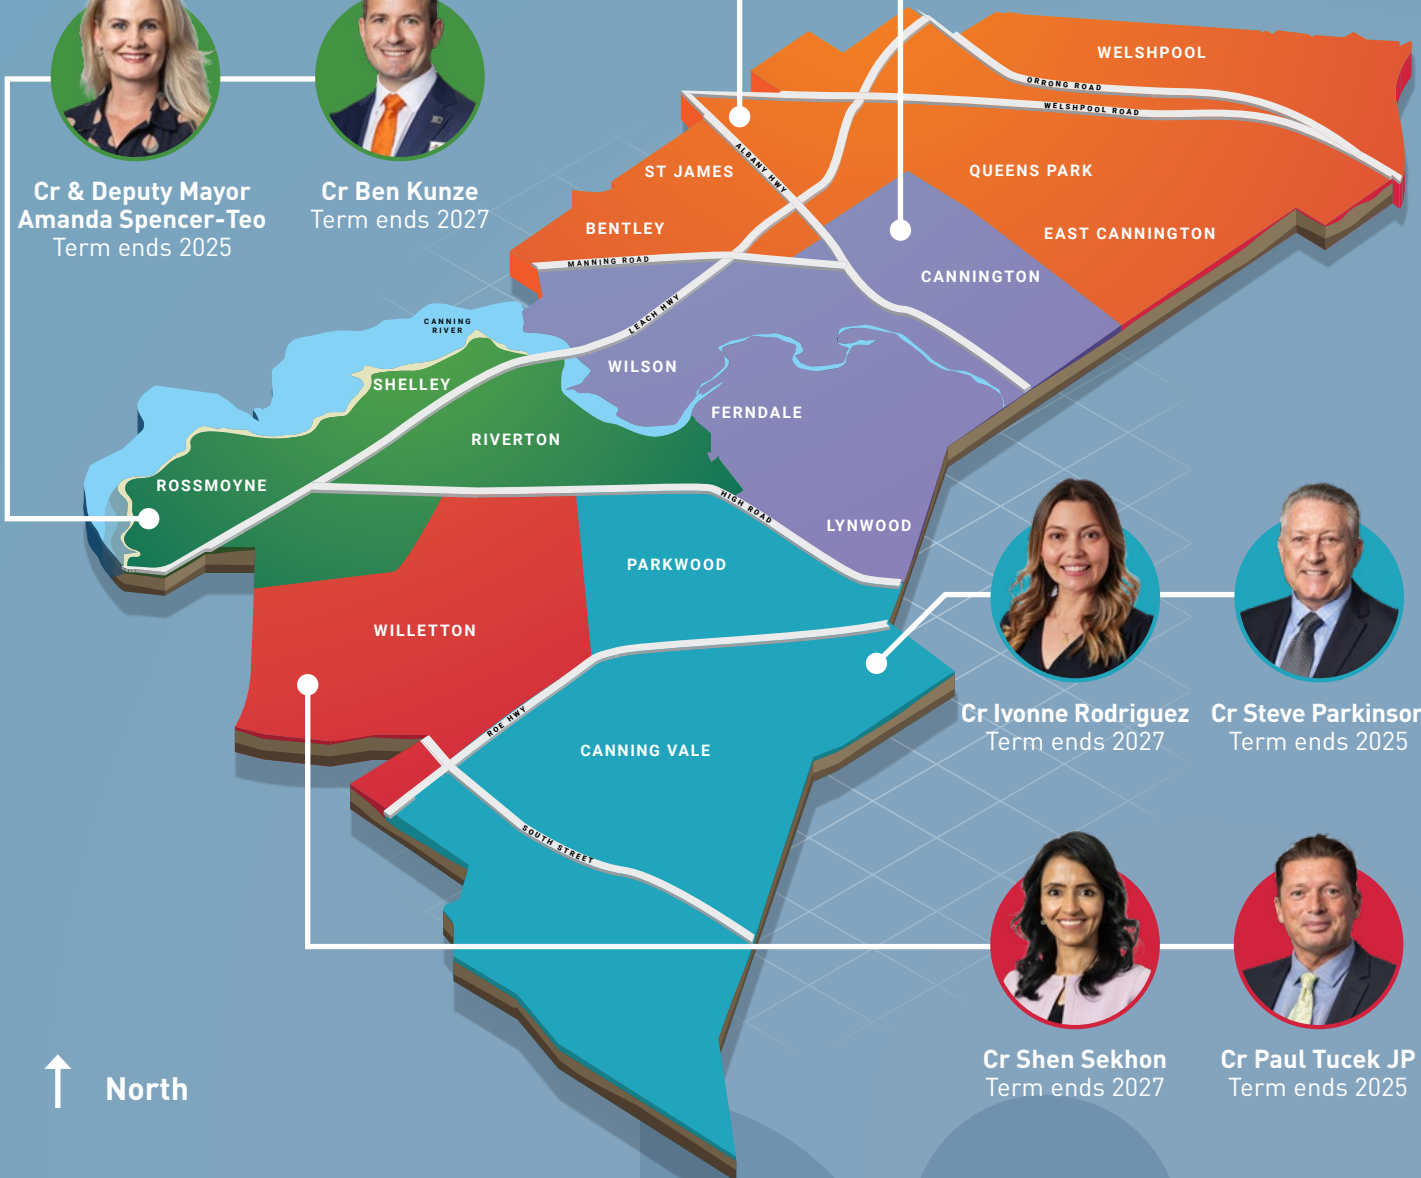 Cr & Deputy Mayor
Amanda Spencer-Teo
Term ends 2025
Cr Ben Kunze
Term ends 2027
WELSHPOOL
ORRONG ROAD
WELSHPOOL ROAD
ST JAMES
ALBANY HWY
QUEENS PARK
BENTLEY
EAST CANNINGTON
MANNING ROAD
CANNINGTON
LEACH HWY
CANNING
RIVER
WILSON
SHELLEY
FERNDALE
RIVERTON
ROSSMOYNE
HIGH ROAD
LYNWOOD
PARKWOOD
WILLETTON
ROE HWY
CANNING VALE
SOUTH STREET
Cr Ivonne Rodriguez
Term ends 2027
Cr Steve Parkinson
Term ends 2025
Cr Shen Sekhon
Term ends 2027
Cr Paul Tucek JP
Term ends 2025
North